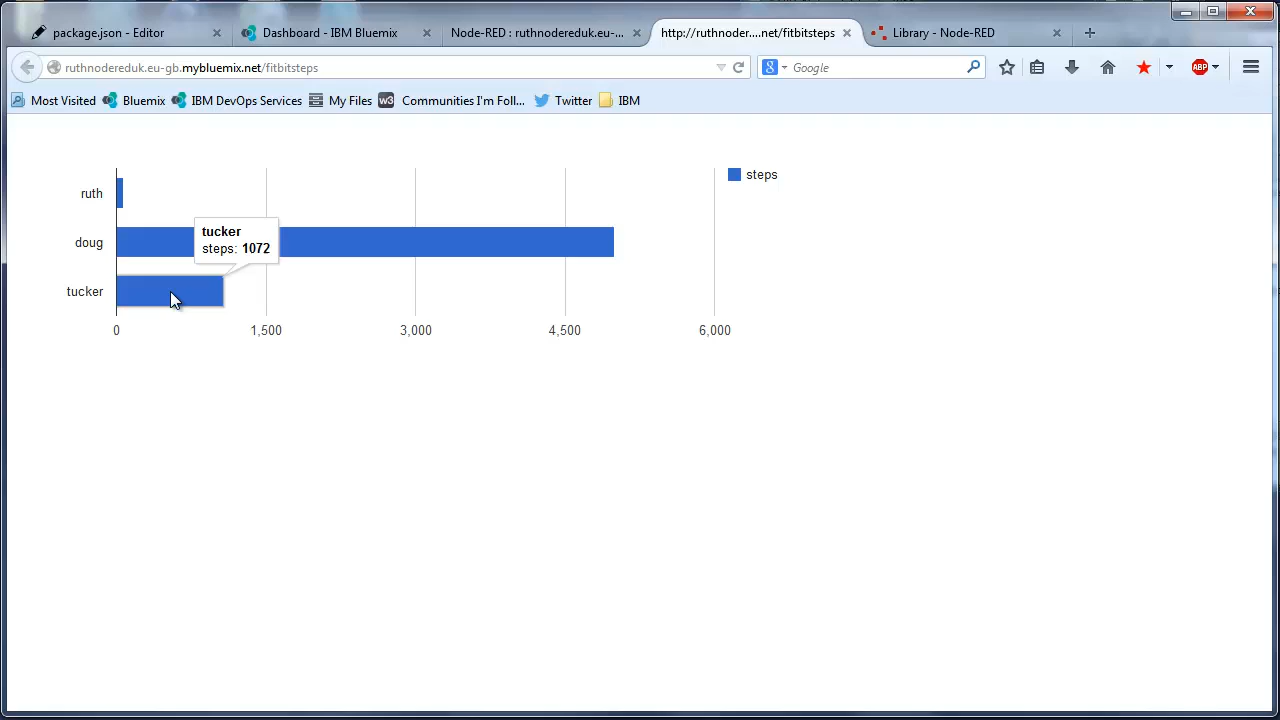 package.json - Editor
Dashboard - IBM Bluemix
Node-RED : ruthnodereduk.eu-...
http://ruthnoder....net/fitbitsteps
Library - Node-RED
ruthnodereduk.eu-gb.mybluemix.net/fitbitsteps
Google
ABP
Most Visited
Bluemix
IBM DevOps Services
My Files
w3
Communities I'm Foll...
Twitter
IBM
steps
ruth
tucker
steps: 1072
doug
tucker
0
1,500
3,000
4,500
6,000